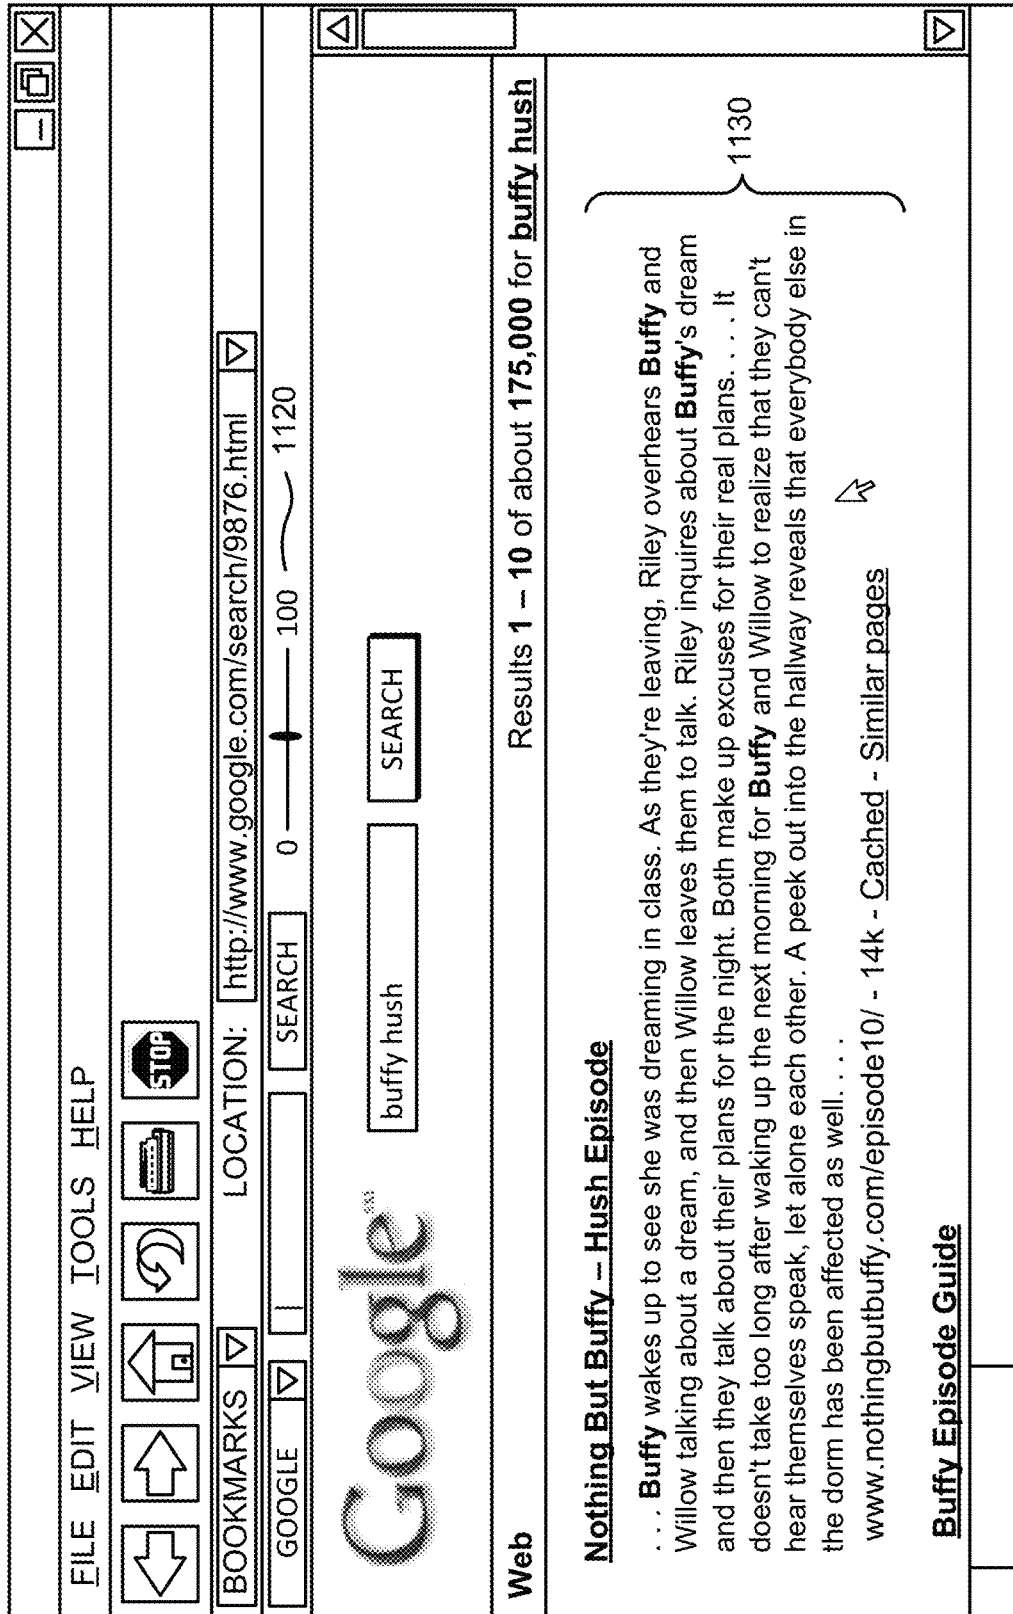 FILE EDIT VIEW TOOLS HELP
STOP
BOOKMARKS LOCATION: http://www.google.com/search/9876.html
GOOGLE SEARCH 0 100 1120
Google
buffy hush SEARCH
Web Results 1 – 10 of about 175,000 for buffy hush
Nothing But Buffy – Hush Episode
. . . Buffy wakes up to see she was dreaming in class. As they're leaving, Riley overhears Buffy and
Willow talking about a dream, and then Willow leaves them to talk. Riley inquires about Buffy's dream
and then they talk about their plans for the night. Both make up excuses for their real plans. . . . It
doesn't take too long after waking up the next morning for Buffy and Willow to realize that they can't
hear themselves speak, let alone each other. A peek out into the hallway reveals that everybody else in
the dorm has been affected as well. . . .
1130
www.nothingbutbuffy.com/episode10/ - 14k - Cached - Similar pages
Buffy Episode Guide